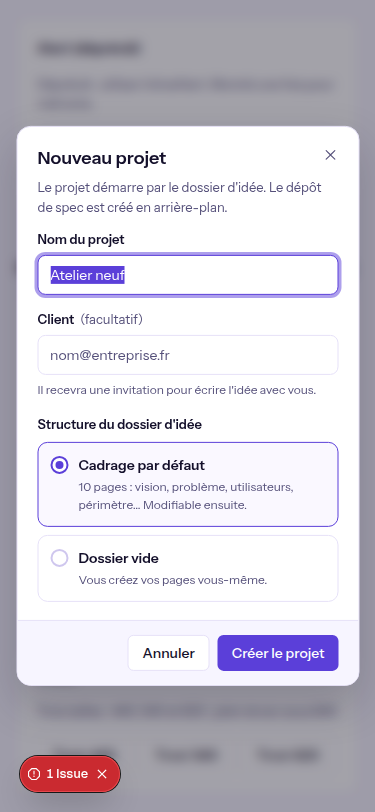 Nouveau projet
Le projet démarre par le dossier d'idée. Le dépôt
de spec est créé en arrière-plan.
Nom du projet
Atelier neuf
Client (facultatif)
nom@entreprise.fr
Il recevra une invitation pour écrire l'idée avec vous.
Structure du dossier d'idée
Cadrage par défaut
10 pages : vision, problème, utilisateurs,
périmètre… Modifiable ensuite.
Dossier vide
Vous créez vos pages vous-même.
Annuler
Créer le projet
1 Issue